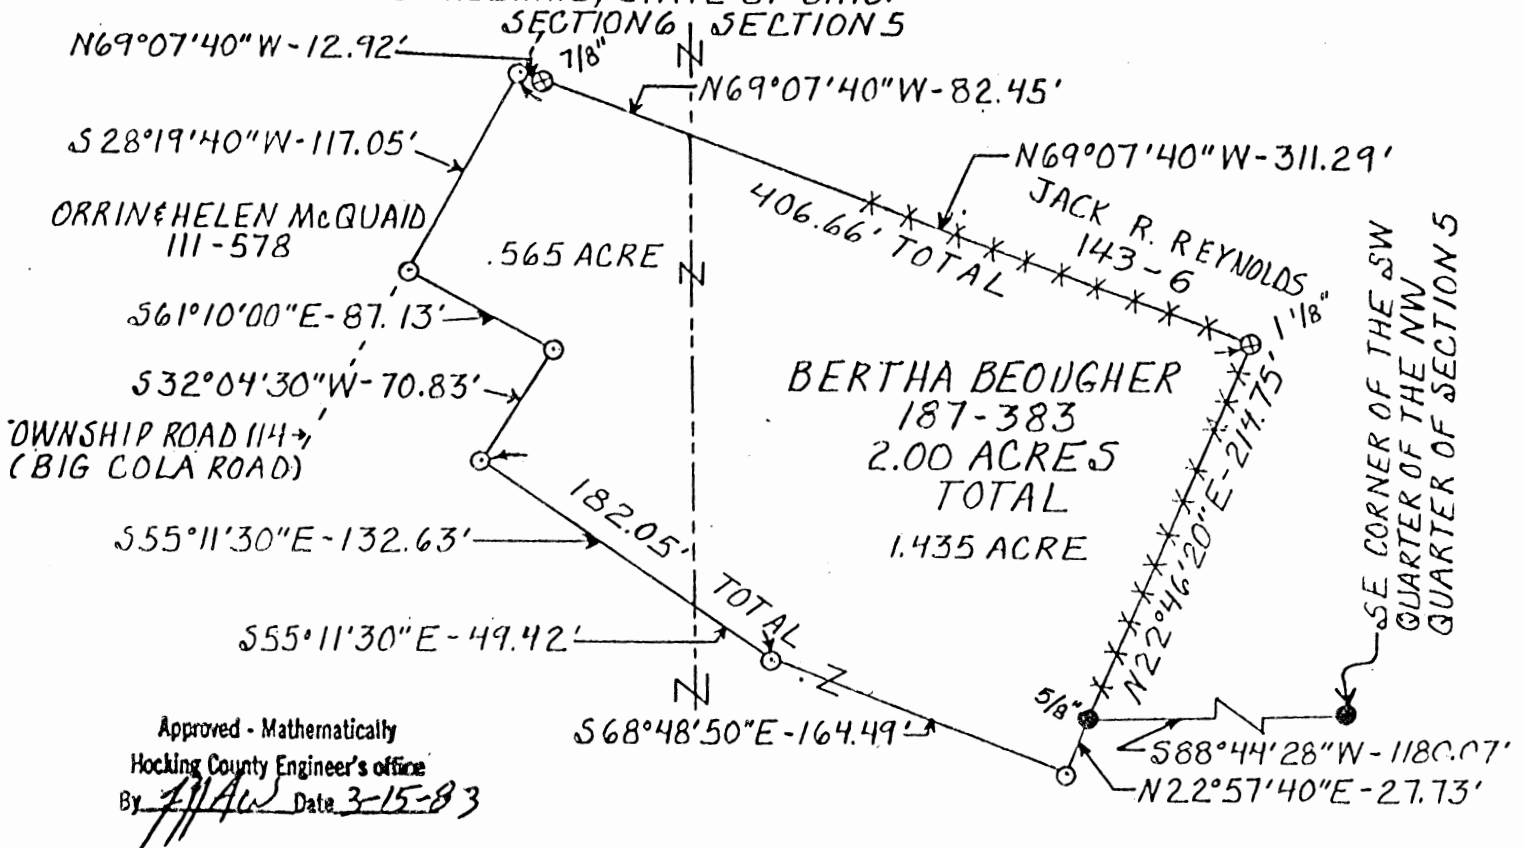 SECTION 6 SECTION 5
N69°07'40"W-12.92'
7/8"
N69°07'40"W-82.45'
S28°19'40"W-117.05'
N69°07'40"W-311.29'
JACK R. REYNOLDS
143-6
406.66' TOTAL
ORRIN & HELEN McQUAID
111-578
.565 ACRE
S61°10'00"E-87.13'
1 1/8"
S32°04'30"W-70.83'
BERTHA BEOUGHER
187-383
2.00 ACRES
TOTAL
1.435 ACRE
OWNSHIP ROAD 114
(BIG COLA ROAD)
N22°46'20"E-214.75'
SE CORNER OF THE SW
QUARTER OF THE NW
QUARTER OF SECTION 5
182.05' TOTAL
S55°11'30"E-132.63'
S55°11'30"E-49.42'
5/8"
S68°48'50"E-164.49'
S88°44'28"W-1180.07'
N22°57'40"E-27.73'
Approved - Mathematically
Hocking County Engineer's office
By Date 3-15-83